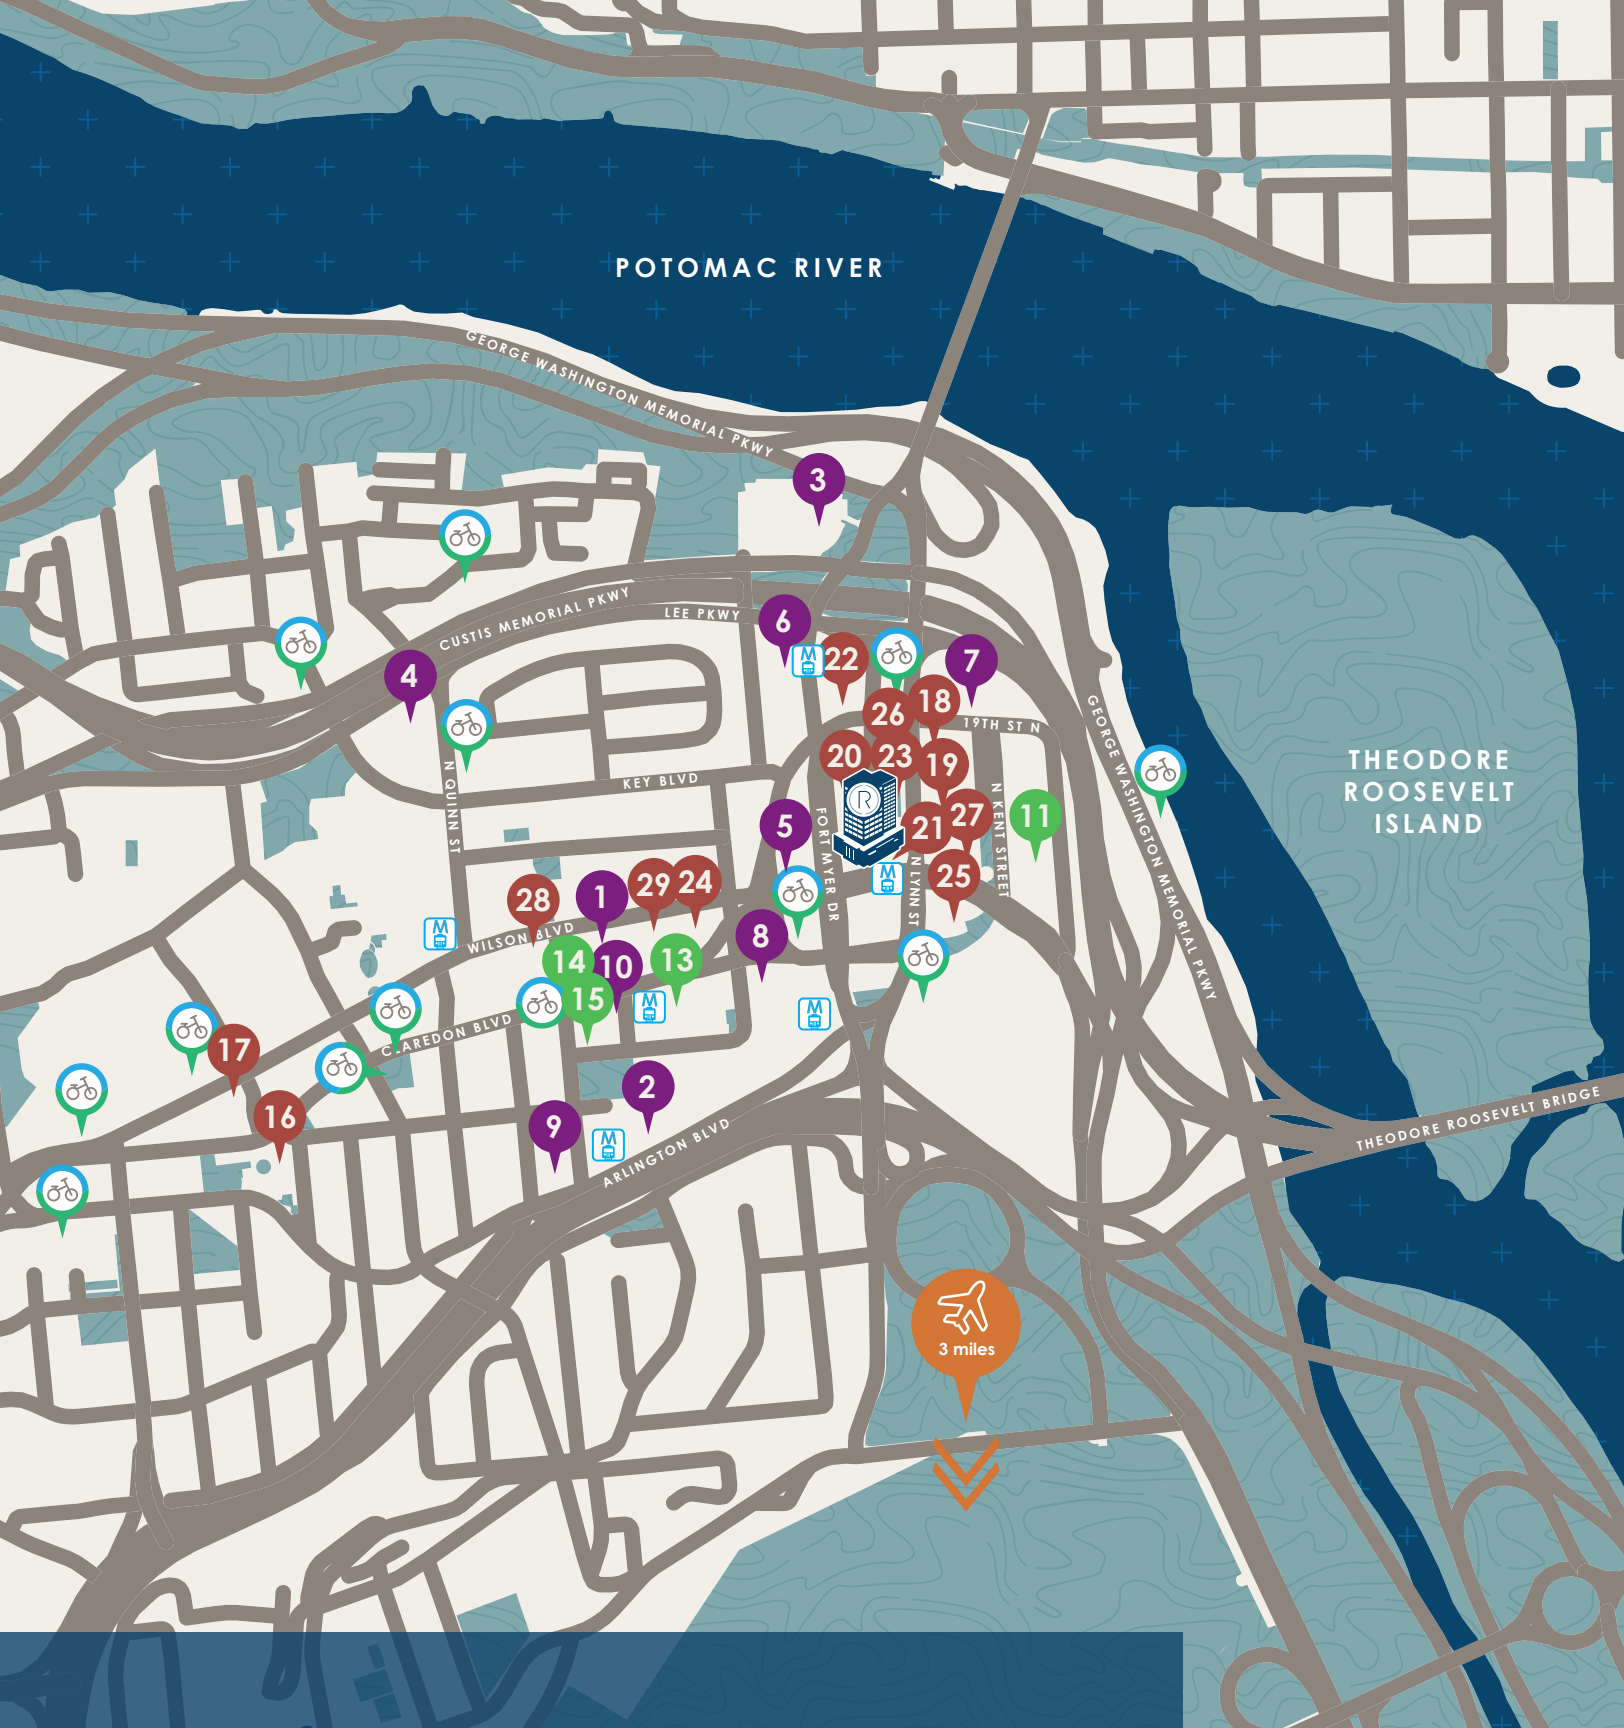 POTOMAC RIVER
GEORGE WASHINGTON MEMORIAL PKWY
3
CUSTIS MEMORIAL PKWY
LEE PKWY
6
M
22
7
4
18
26
19TH ST N
GEORGE WASHINGTON MEMORIAL PKWY
THEODORE
ROOSEVELT
ISLAND
20
23
19
KEY BLVD
N QUINN ST
R
N KENT STREET
11
5
FORT MYER DR
21
27
29
24
M
N LYNN ST
25
28
1
M
WILSON BLVD
8
14
10
13
15
M
M
CLAREDON BLVD
17
2
16
9
M
ARLINGTON BLVD
THEODORE ROOSEVELT BRIDGE
3 miles